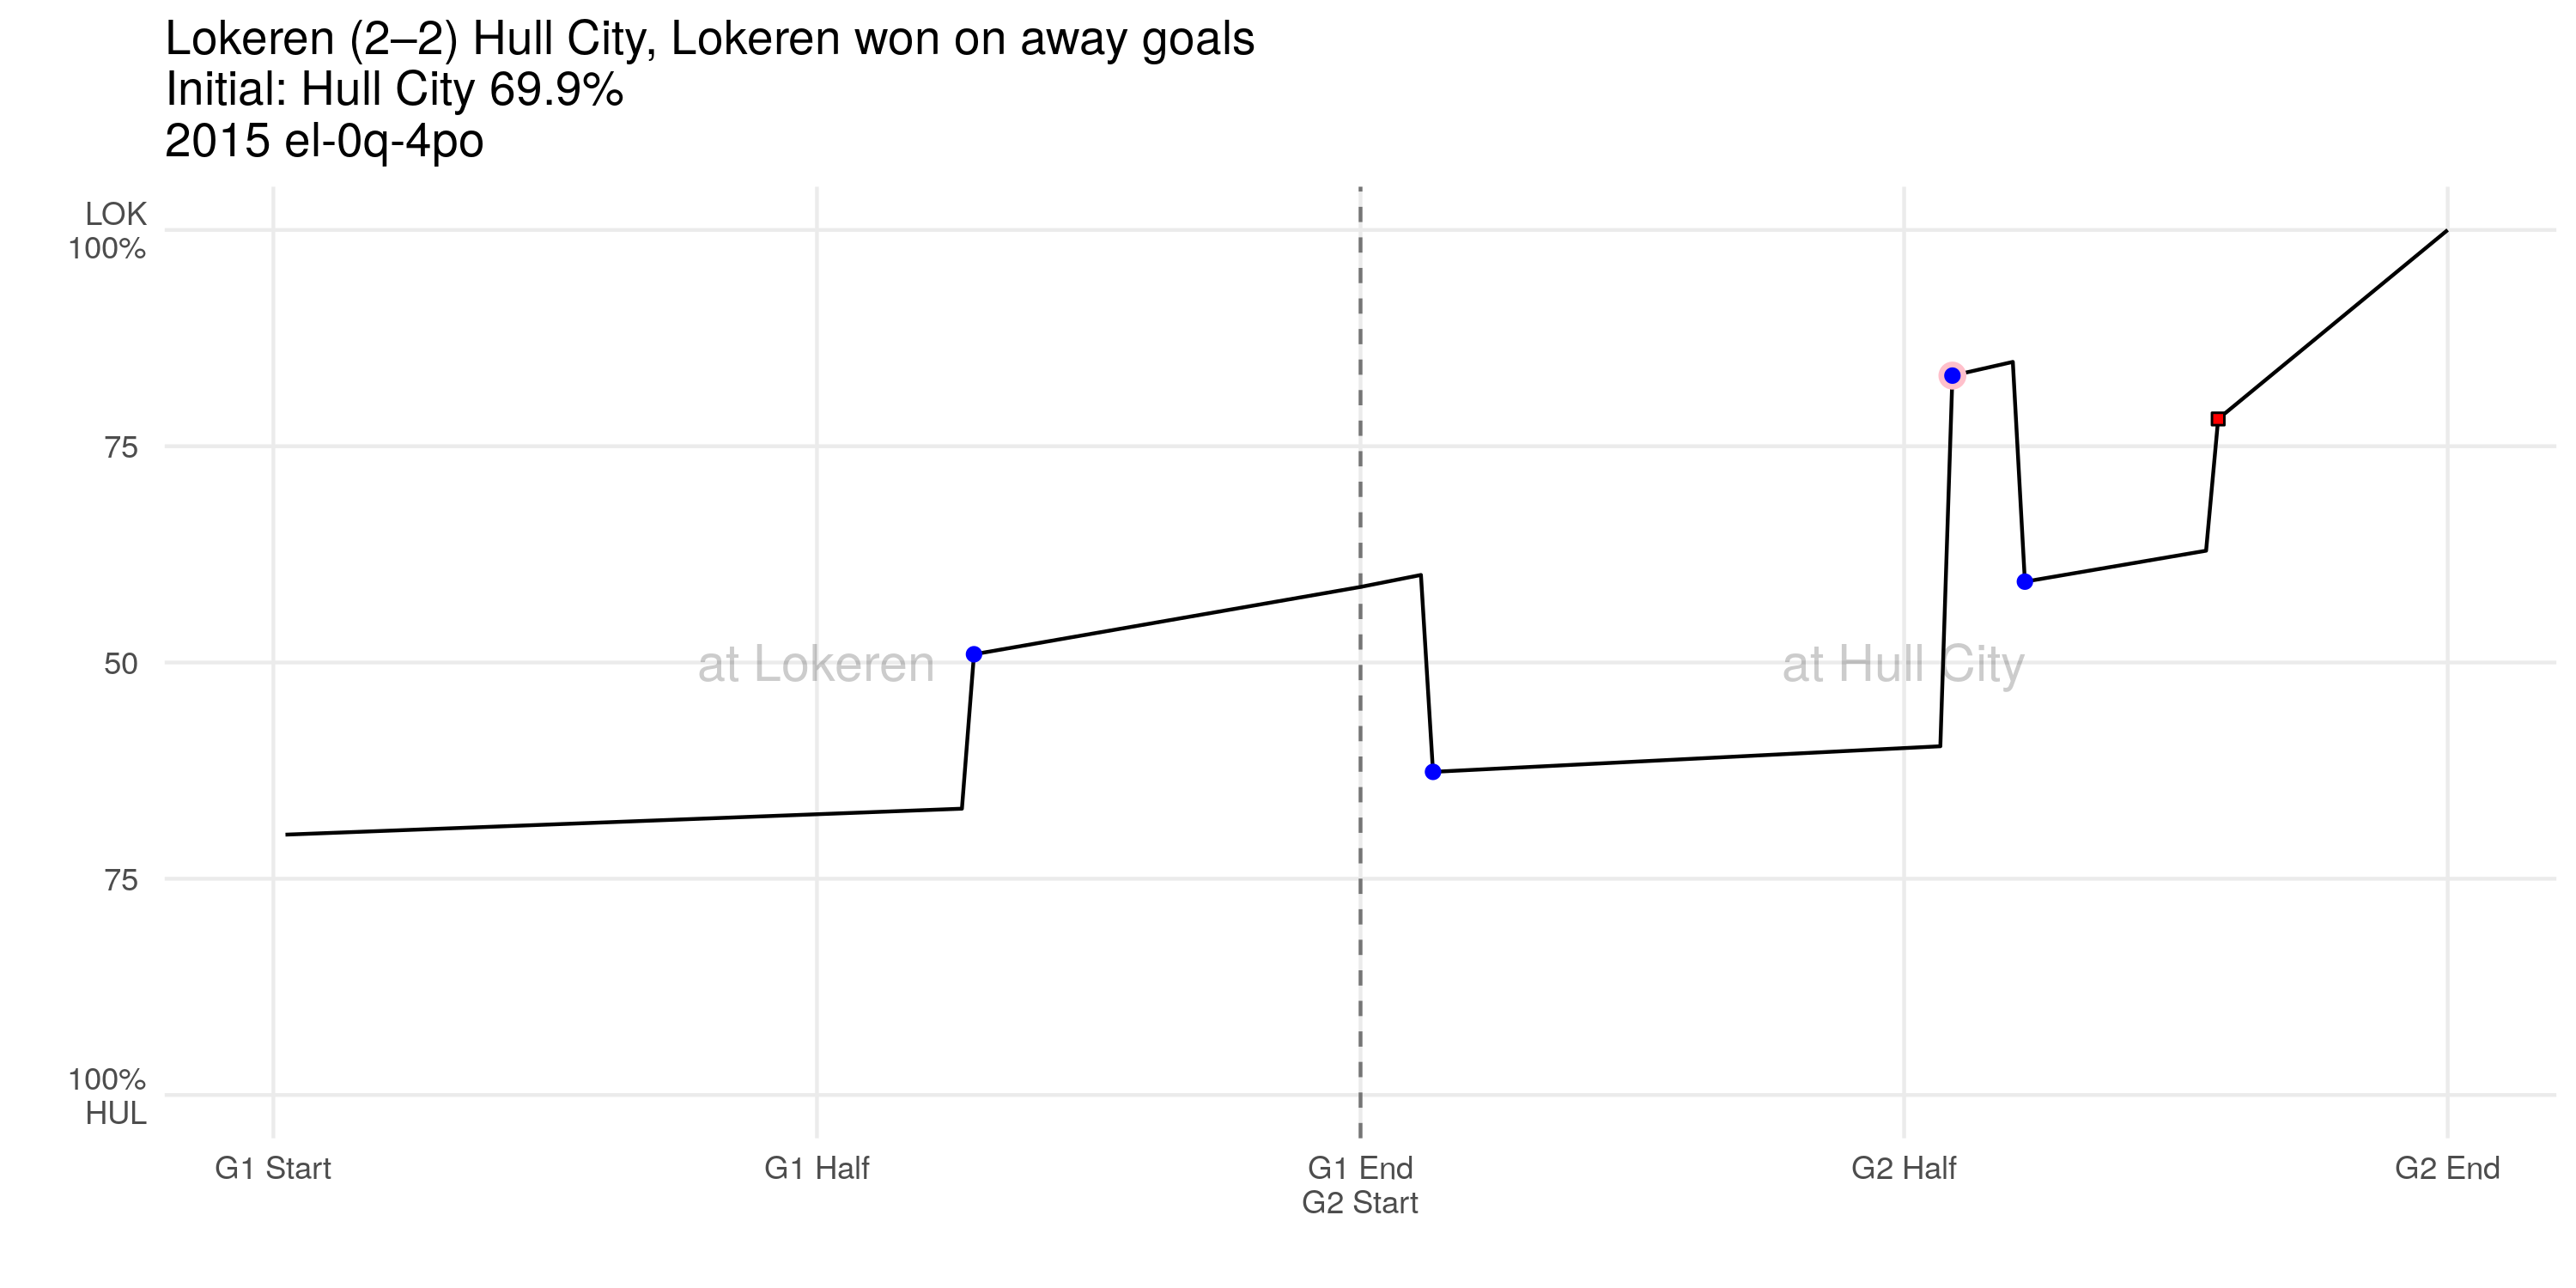 Lokeren (2–2) Hull City, Lokeren won on away goals
Initial: Hull City 69.9%
2015 el-0q-4po
LOK
100%
75
50
75
100%
HUL
at Lokeren
at Hull City
G1 Start
G1 Half
G1 End
G2 Start
G2 Half
G2 End